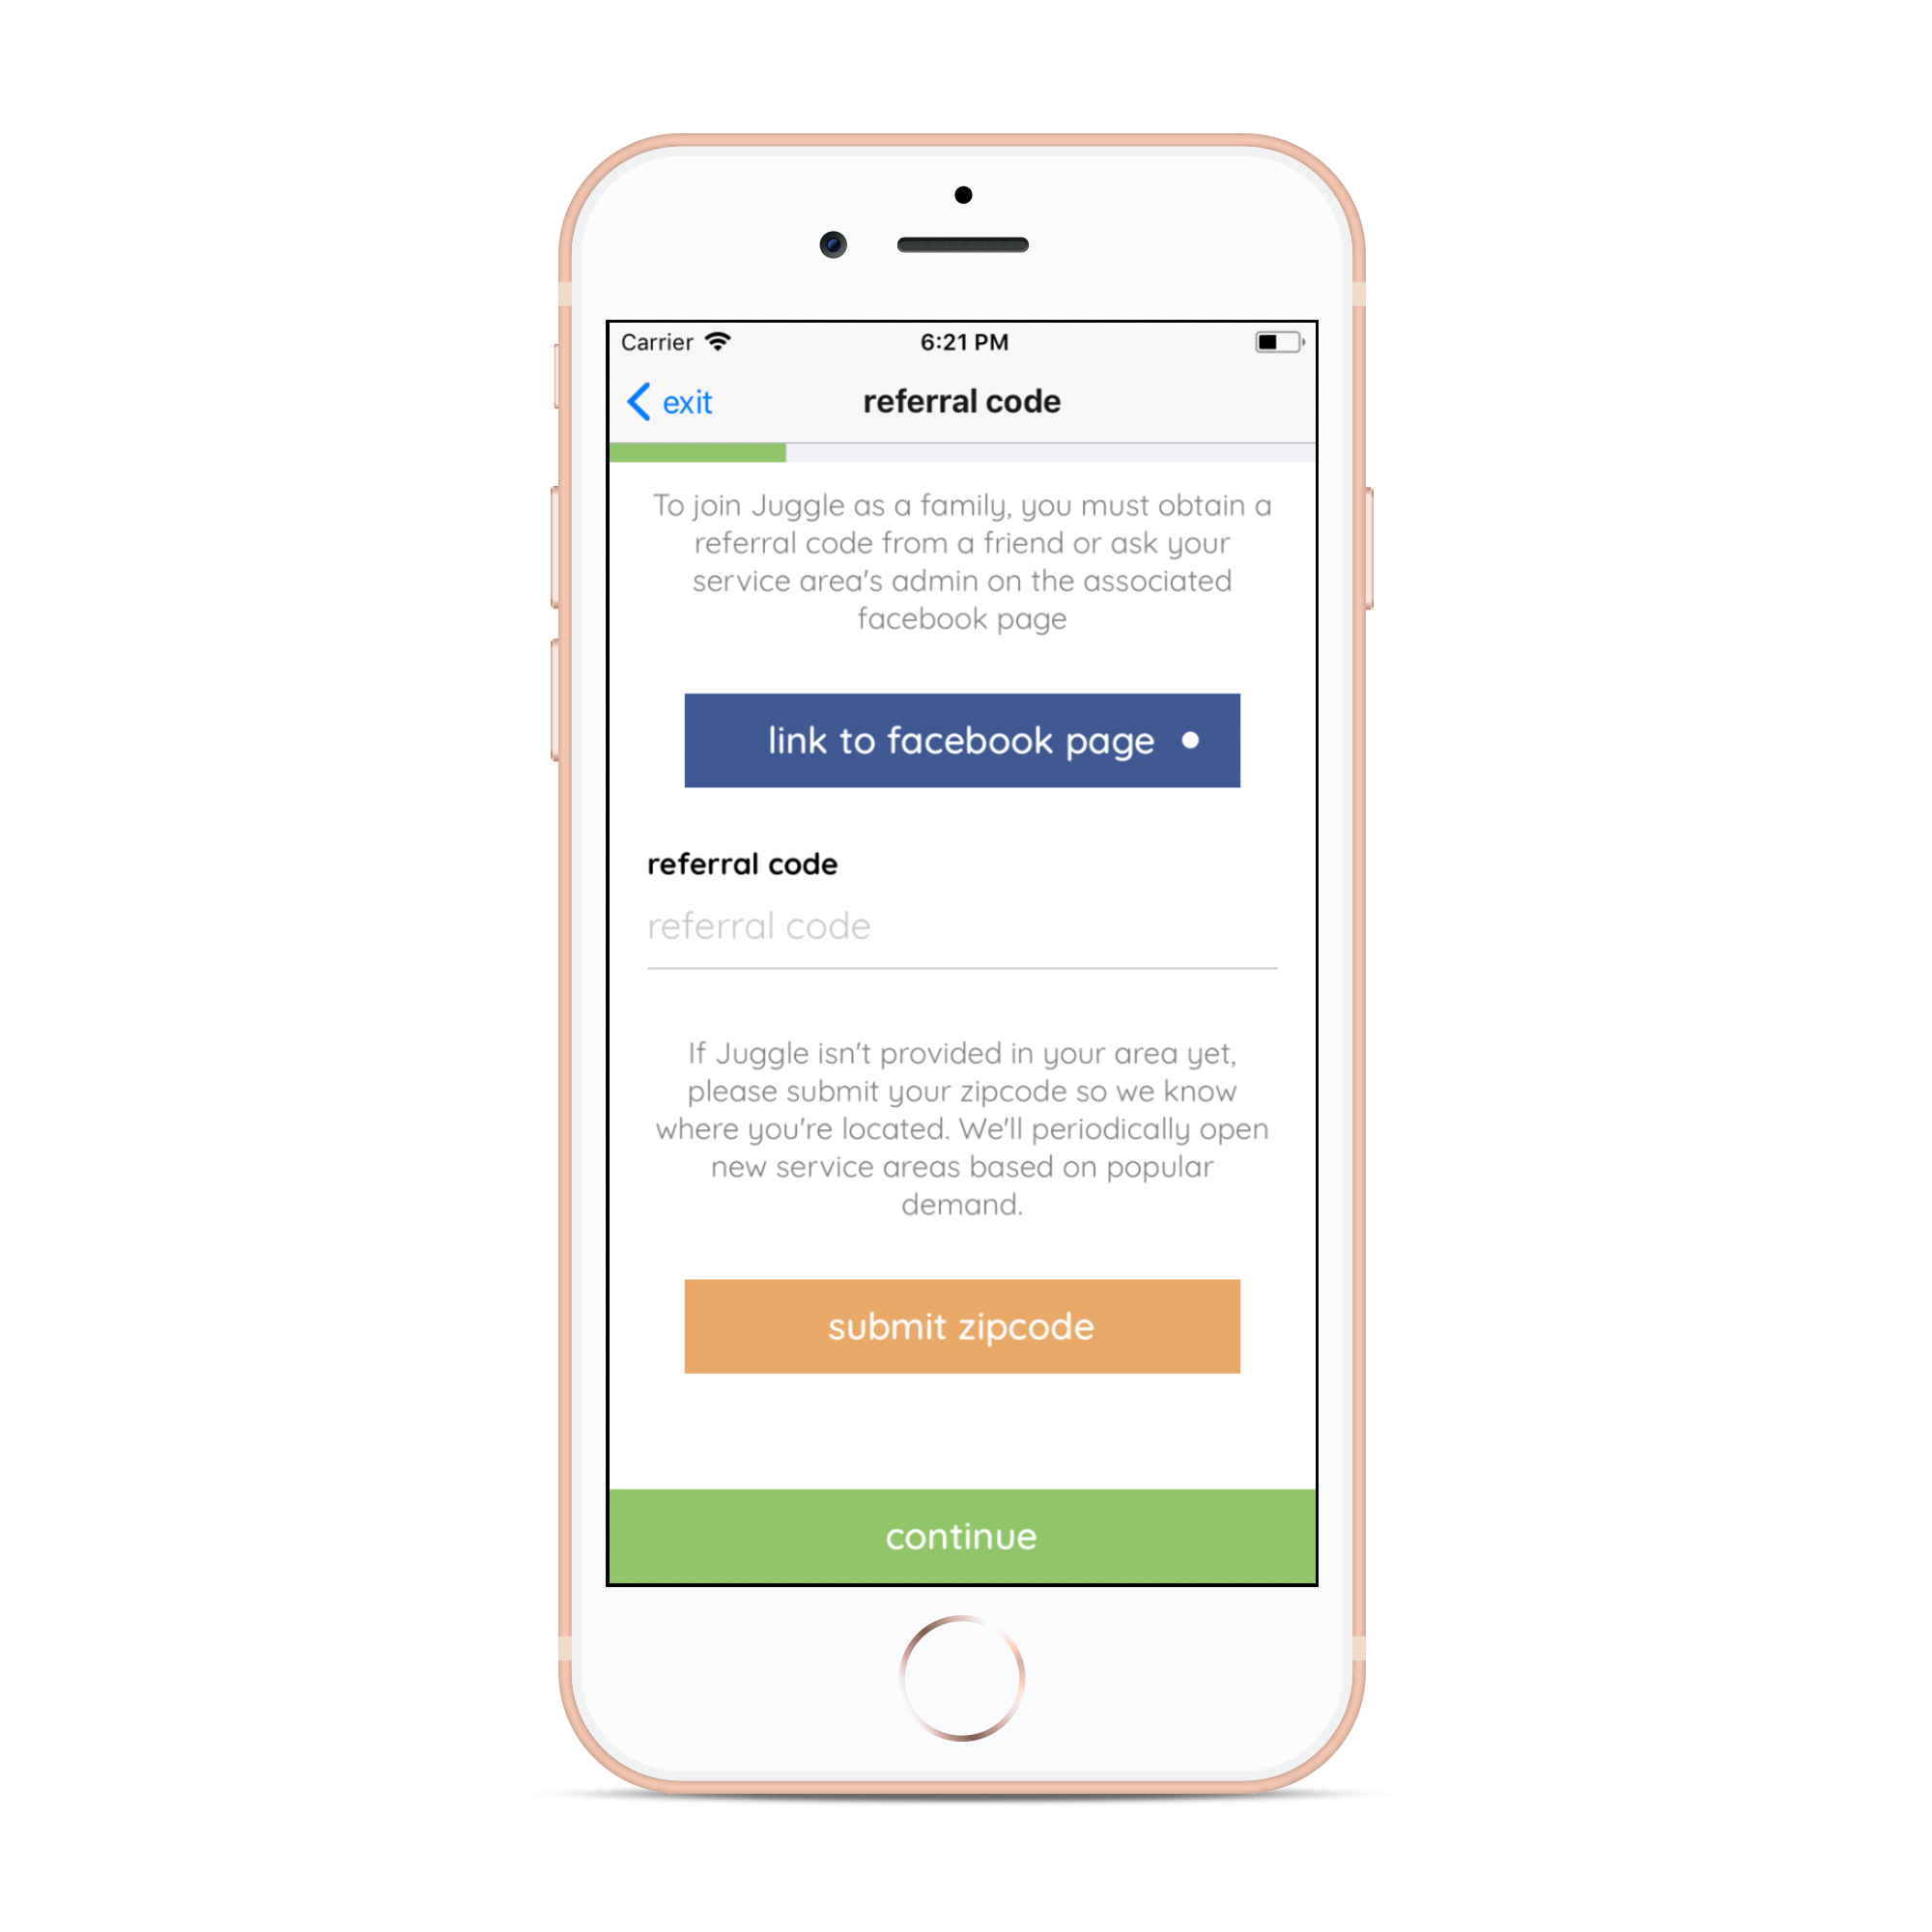 Carrier 6:21 PM
exit referral code
To join Juggle as a family, you must obtain a
referral code from a friend or ask your
service area's admin on the associated
facebook page
link to facebook page
referral code
referral code
If Juggle isn't provided in your area yet,
please submit your zipcode so we know
where you're located. We'll periodically open
new service areas based on popular
demand.
submit zipcode
continue